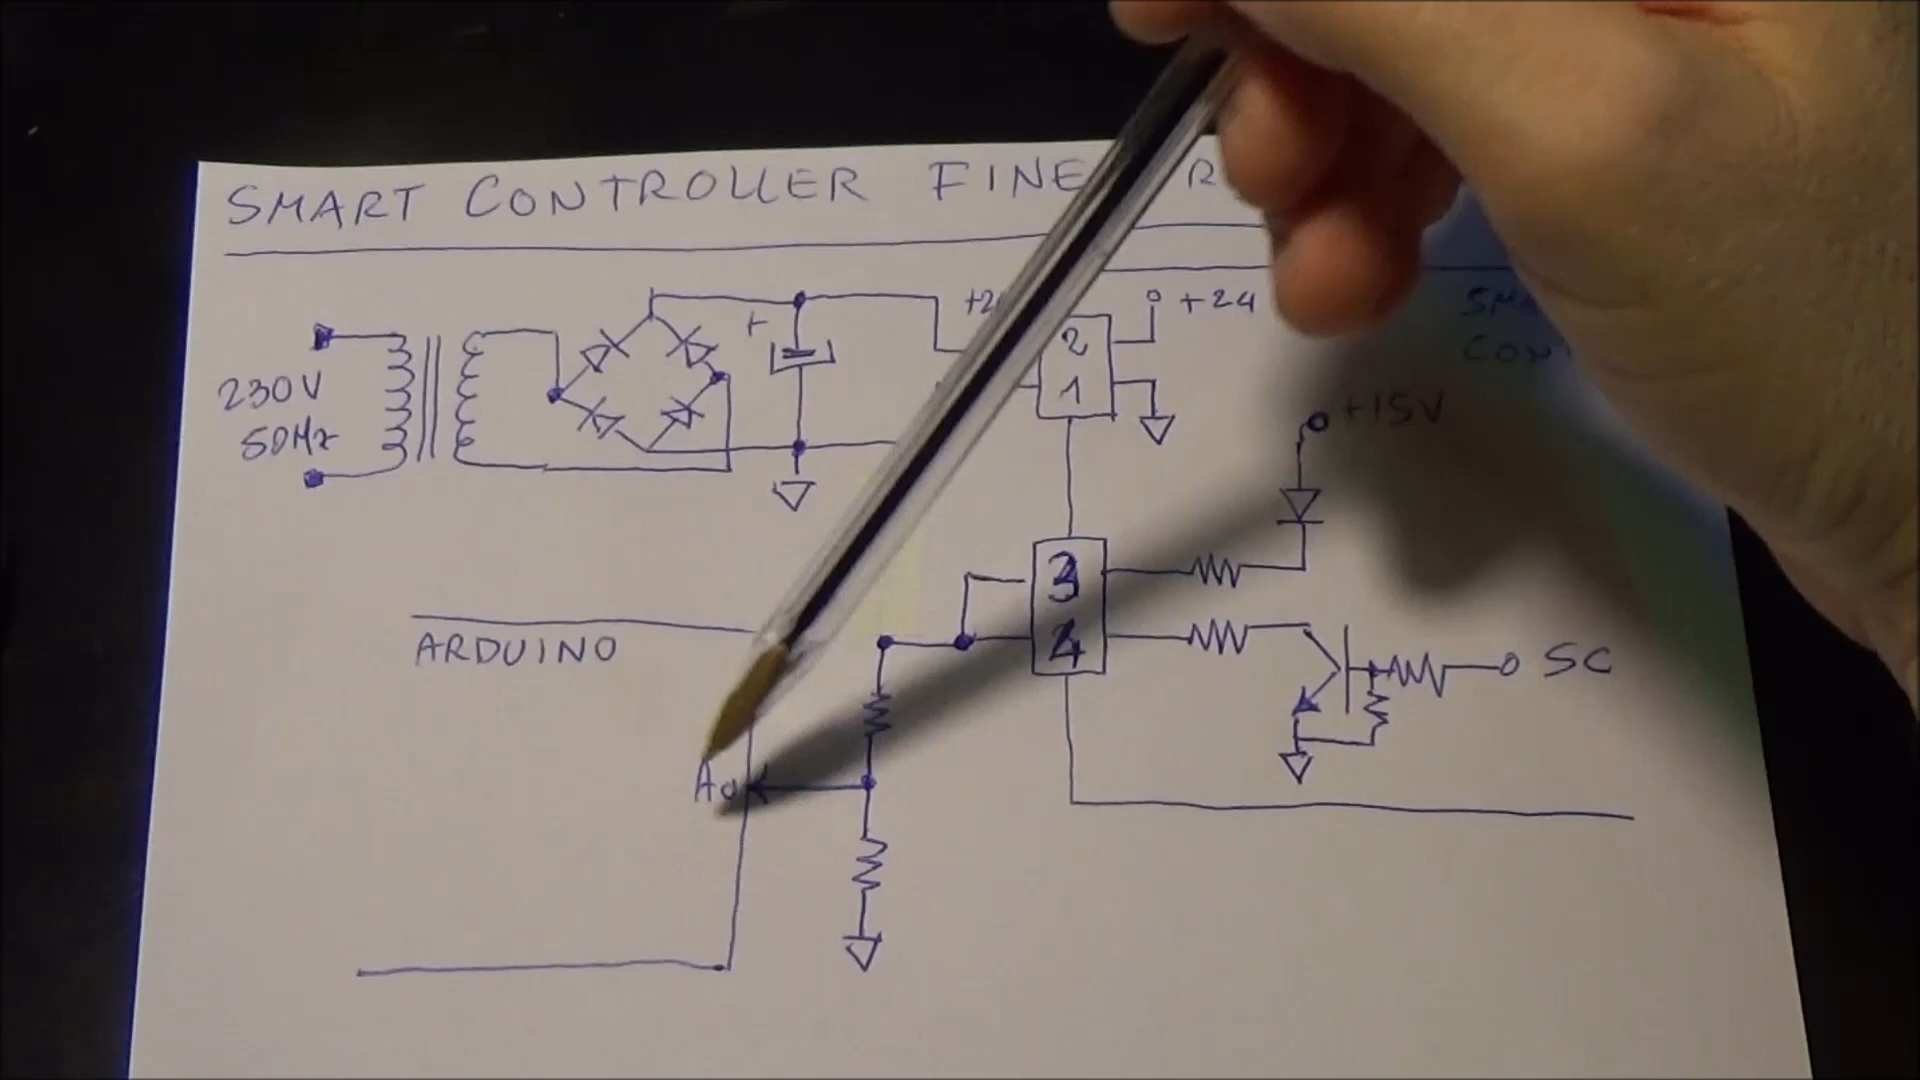 SMART CONTROLLER FINE
+24
2
1
230V
50Hz
+
+15V
3
4
ARDUINO
SC
A0